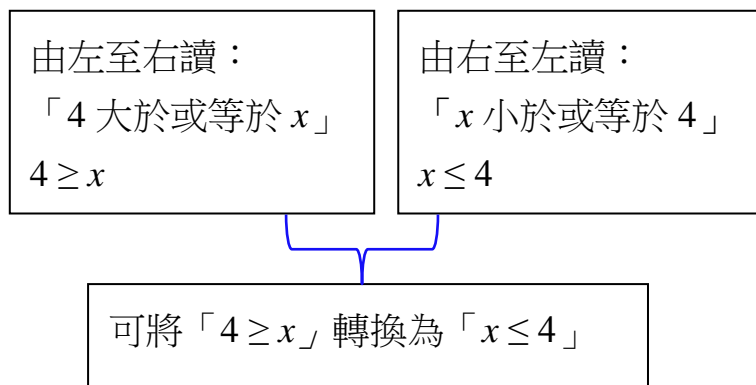 由左至右讀：
「4 大於或等於 x」
4 ≥ x
由右至左讀：
「x 小於或等於 4」
x ≤ 4
可將「4 ≥ x」轉換為「x ≤ 4」